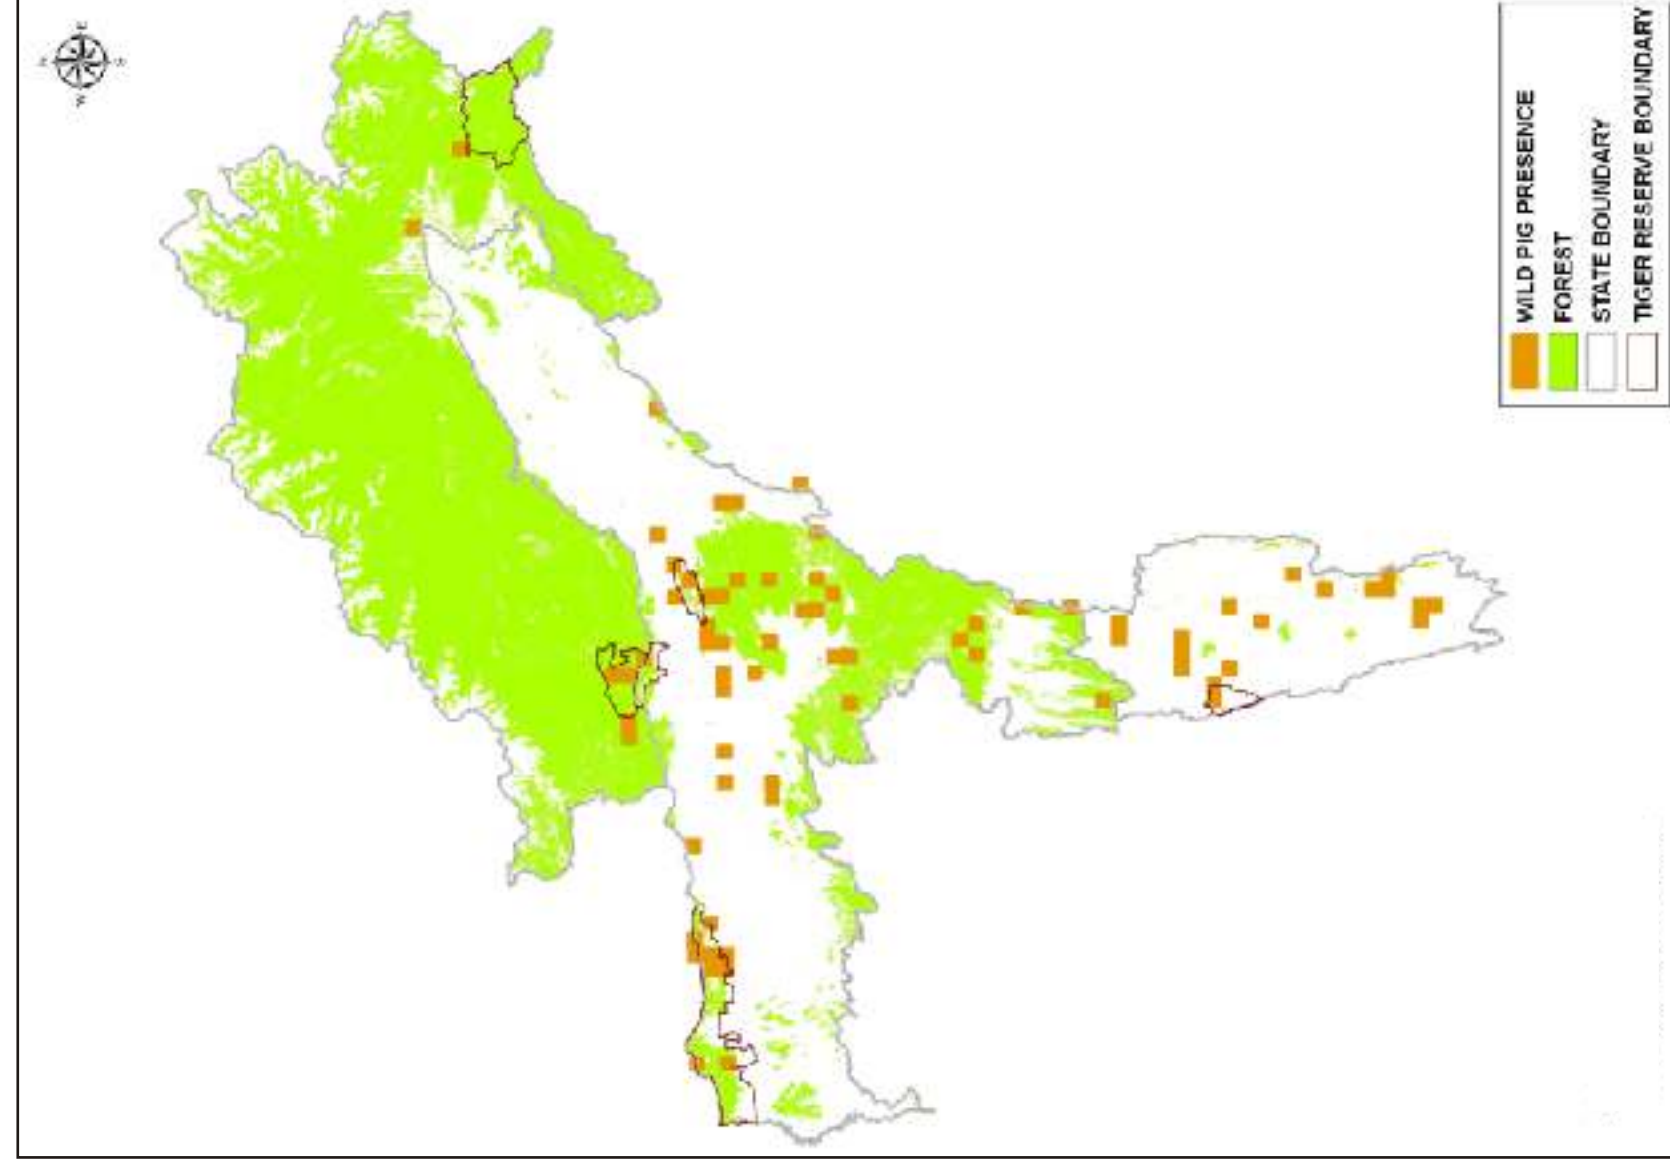 E
N
S
W
WILD PIG PRESENCE
FOREST
STATE BOUNDARY
TIGER RESERVE BOUNDARY